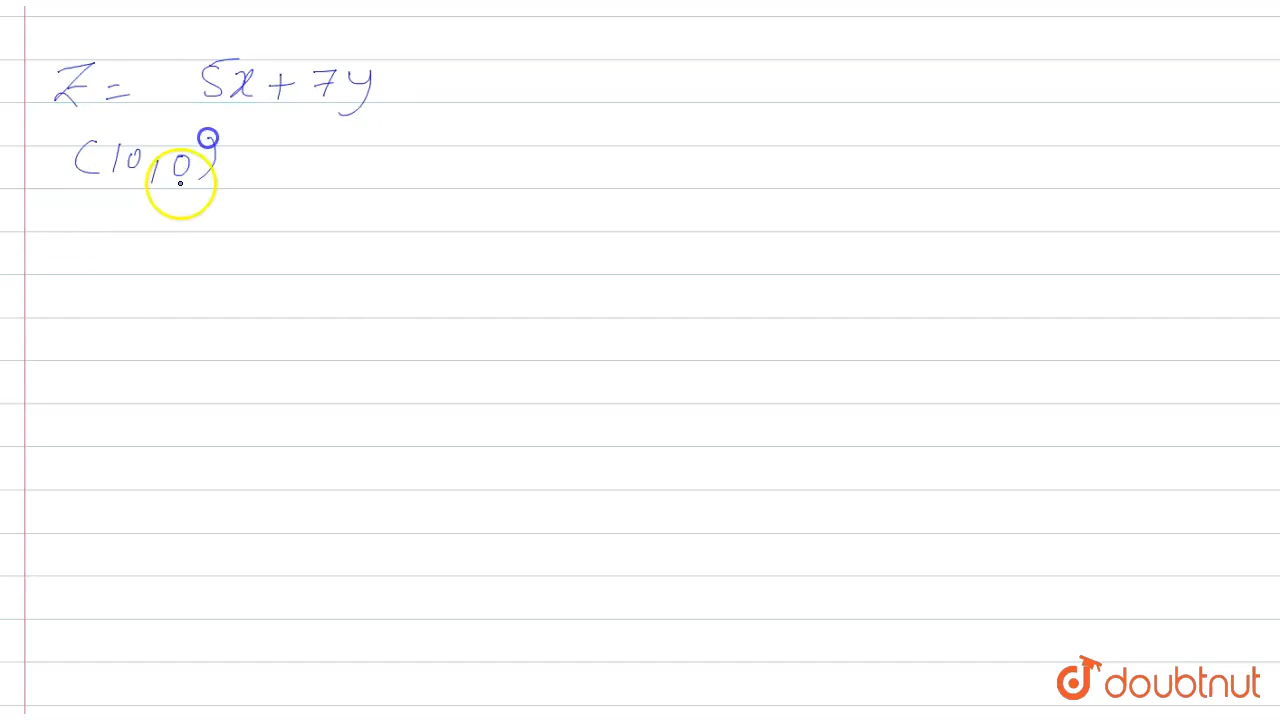 Z = 5x + 7y
(10, 0)
doubtnut